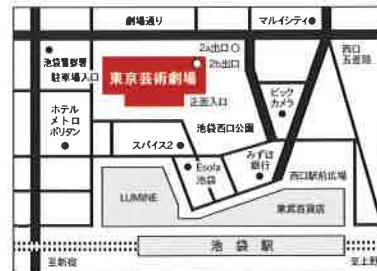 劇場通り
マルイシティ
2a出口
西口
五差路
池袋警察署
2b出口
駐車場入口
東京芸術劇場
ビック
カメラ
正面入口
ホテル
メトロ
ポリタン
池袋西口公園
スパイス2
みずほ
銀行
Esola
池袋
西口駅前広場
LUMINE
東武百貨店
池袋駅
至新宿
至上野